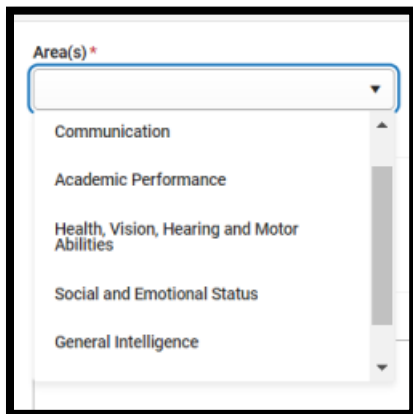 Area(s) *
Communication
Academic Performance
Health, Vision, Hearing and Motor
Abilities
Social and Emotional Status
General Intelligence